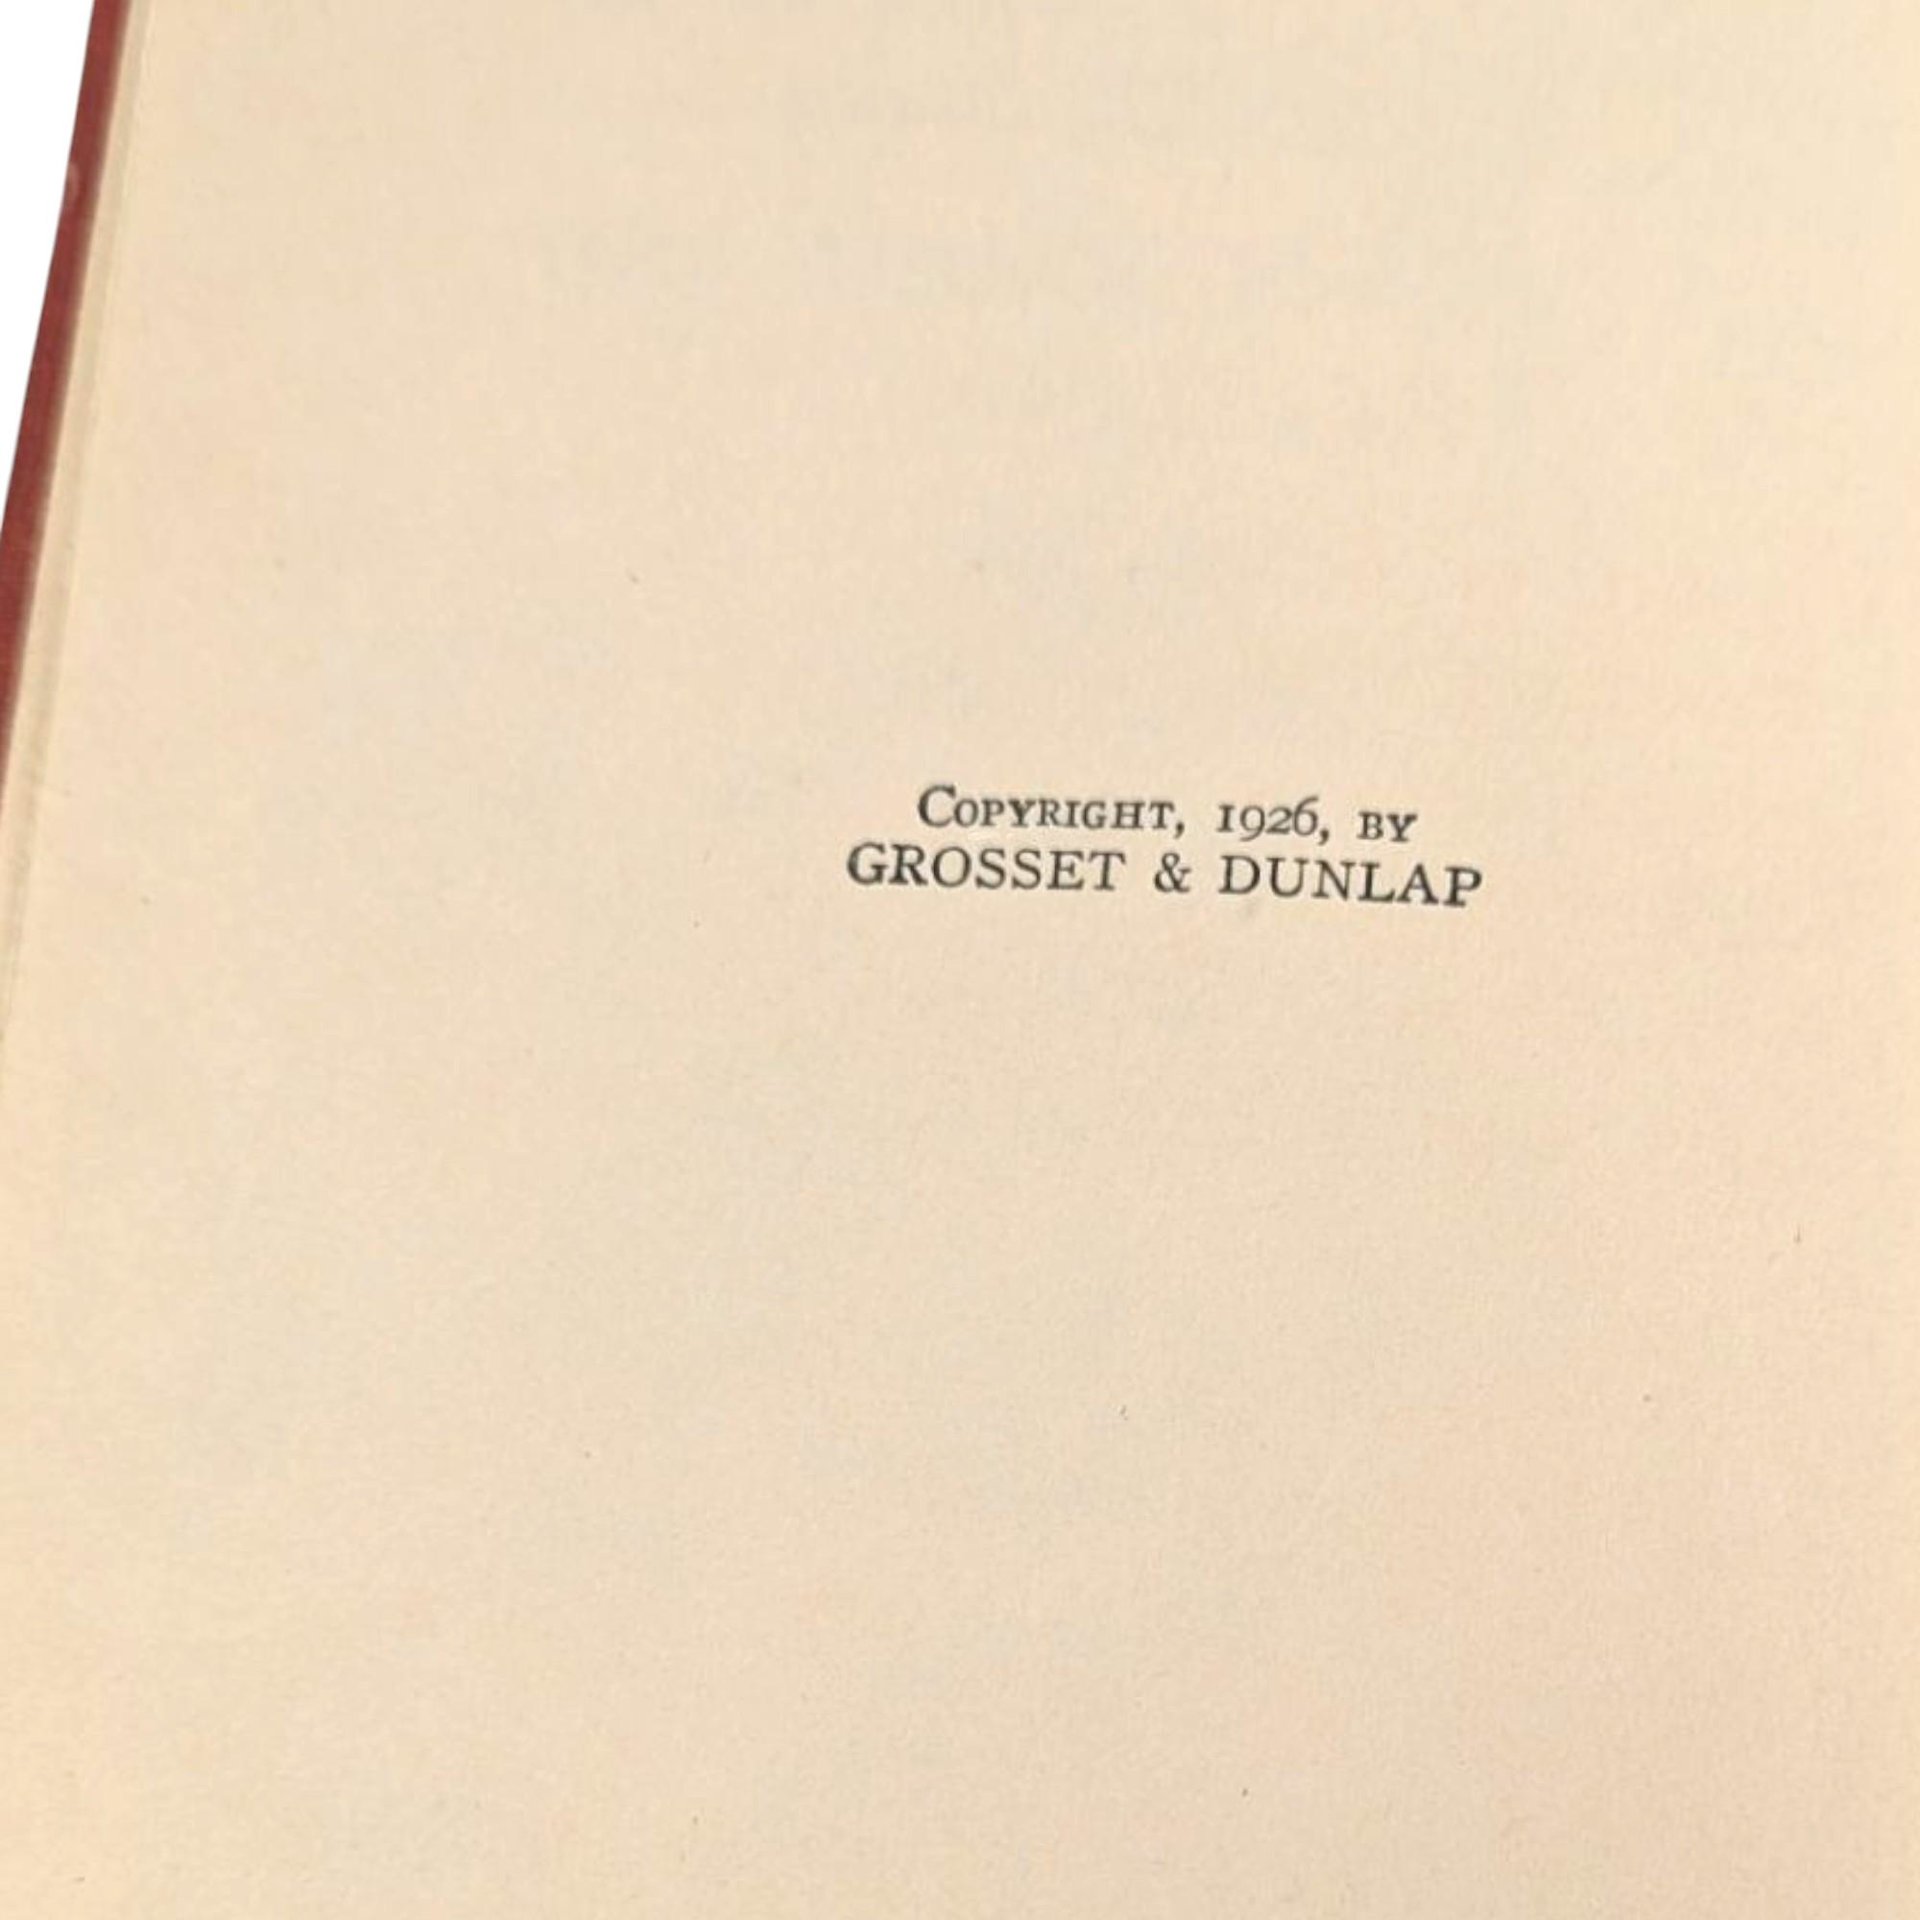 Copyright, 1926, by
GROSSET & DUNLAP